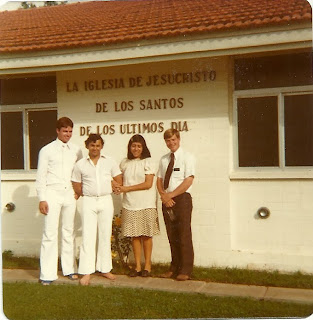 LA IGLESIA DE JESUCRISTO
DE LOS SANTOS
DE LOS ULTIMOS DIA